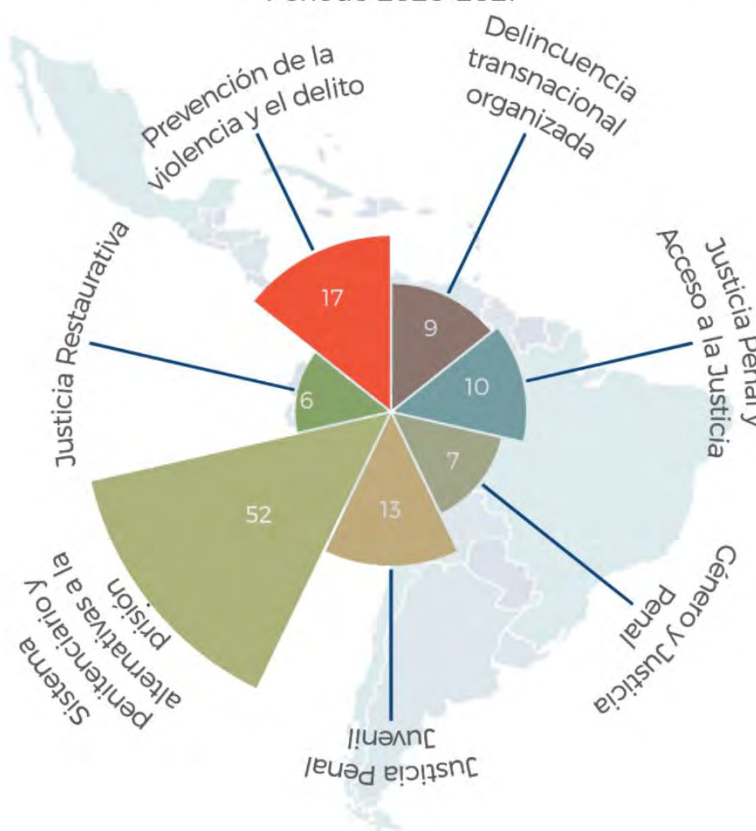 Prevención de la
violencia y el delito
Delincuencia
transnacional
organizada
Justicia Penal y
Acceso a la Justicia
Género y Justicia
Penal
Justicia Penal
Juvenil
Sistema
penitenciario y
alternativas a la
prisión
Justicia Restaurativa
17
9
10
7
13
52
6